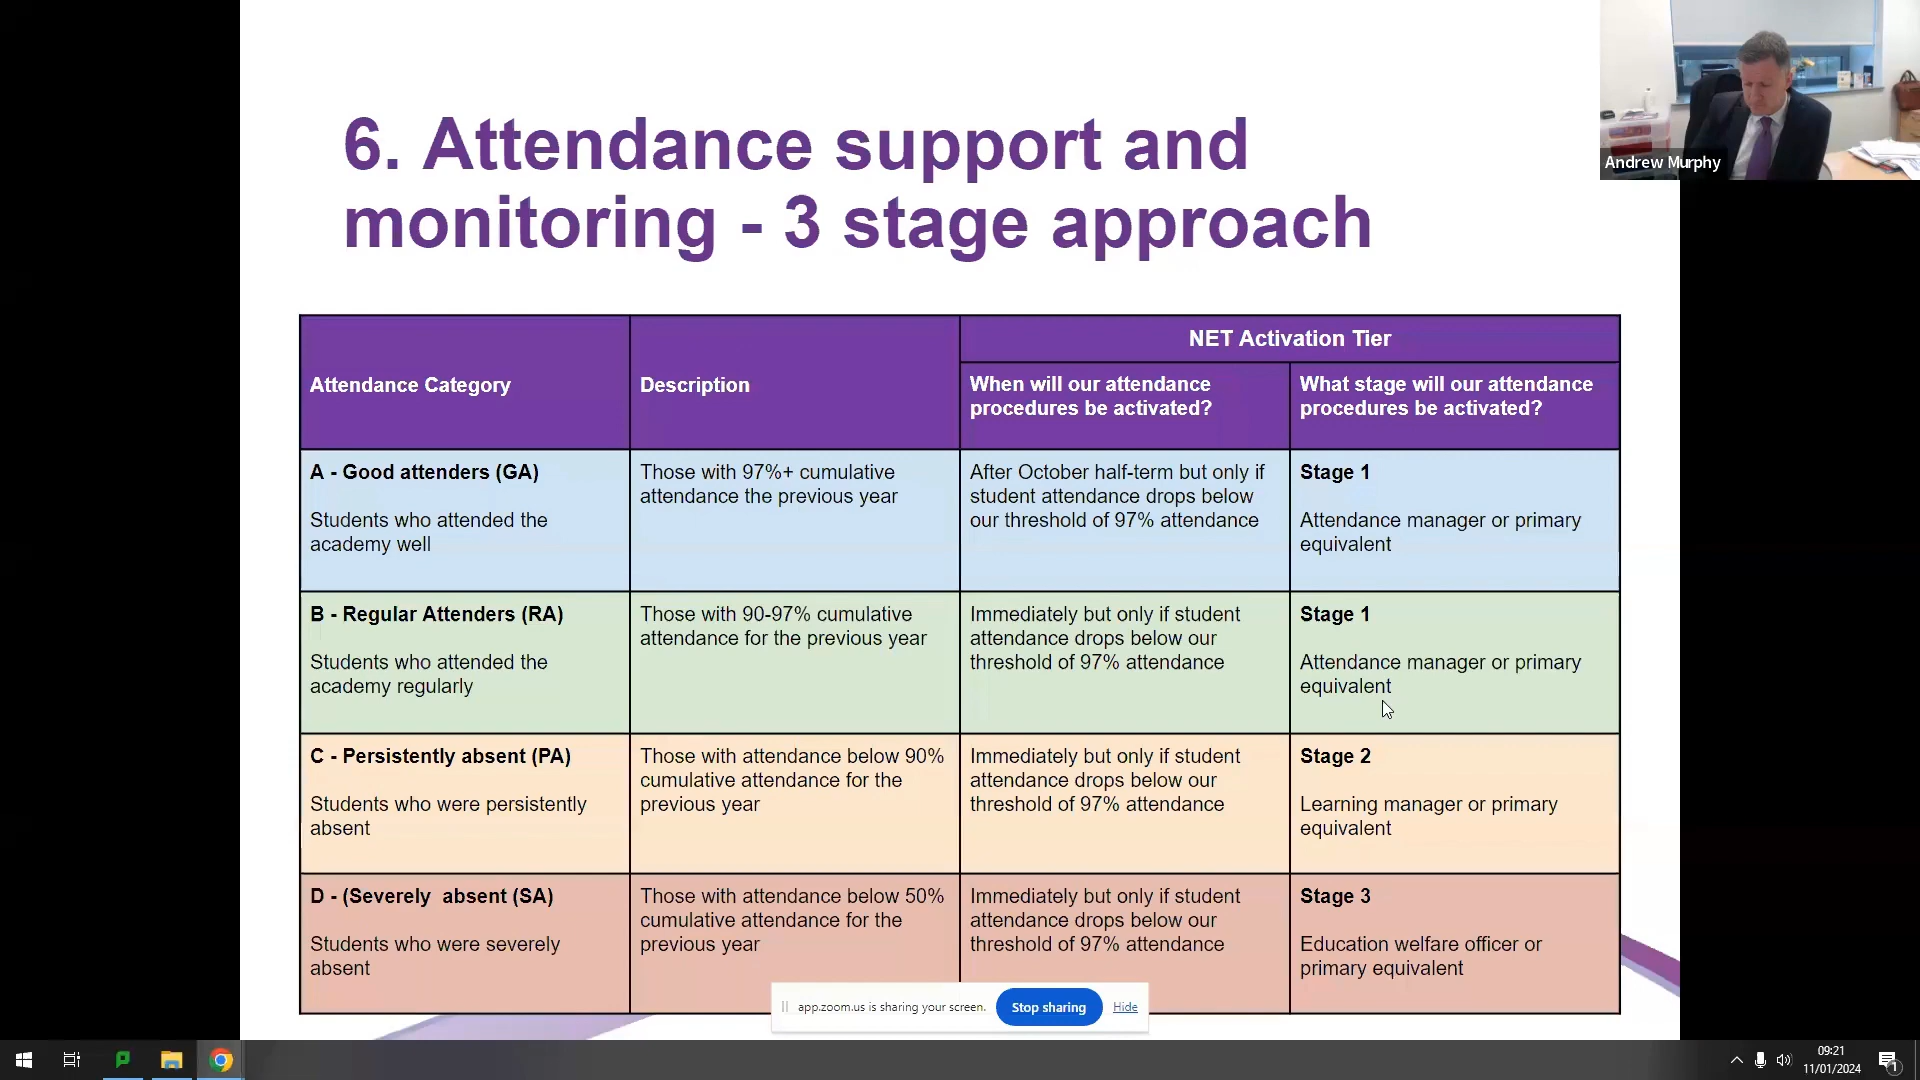 6. Attendance support and
monitoring - 3 stage approach
Andrew Murphy
NET Activation Tier
Attendance Category
Description
When will our attendance
procedures be activated?
What stage will our attendance
procedures be activated?
A - Good attenders (GA)
Students who attended the
academy well
Those with 97%+ cumulative
attendance the previous year
After October half-term but only if
student attendance drops below
our threshold of 97% attendance
Stage 1
Attendance manager or primary
equivalent
B - Regular Attenders (RA)
Students who attended the
academy regularly
Those with 90-97% cumulative
attendance for the previous year
Immediately but only if student
attendance drops below our
threshold of 97% attendance
Stage 1
Attendance manager or primary
equivalent
C - Persistently absent (PA)
Students who were persistently
absent
Those with attendance below 90%
cumulative attendance for the
previous year
Immediately but only if student
attendance drops below our
threshold of 97% attendance
Stage 2
Learning manager or primary
equivalent
D - (Severely  absent (SA)
Students who were severely
absent
Those with attendance below 50%
cumulative attendance for the
previous year
Immediately but only if student
attendance drops below our
threshold of 97% attendance
Stage 3
Education welfare officer or
primary equivalent
app.zoom.us is sharing your screen.
Stop sharing
Hide
09:21
11/01/2024
1